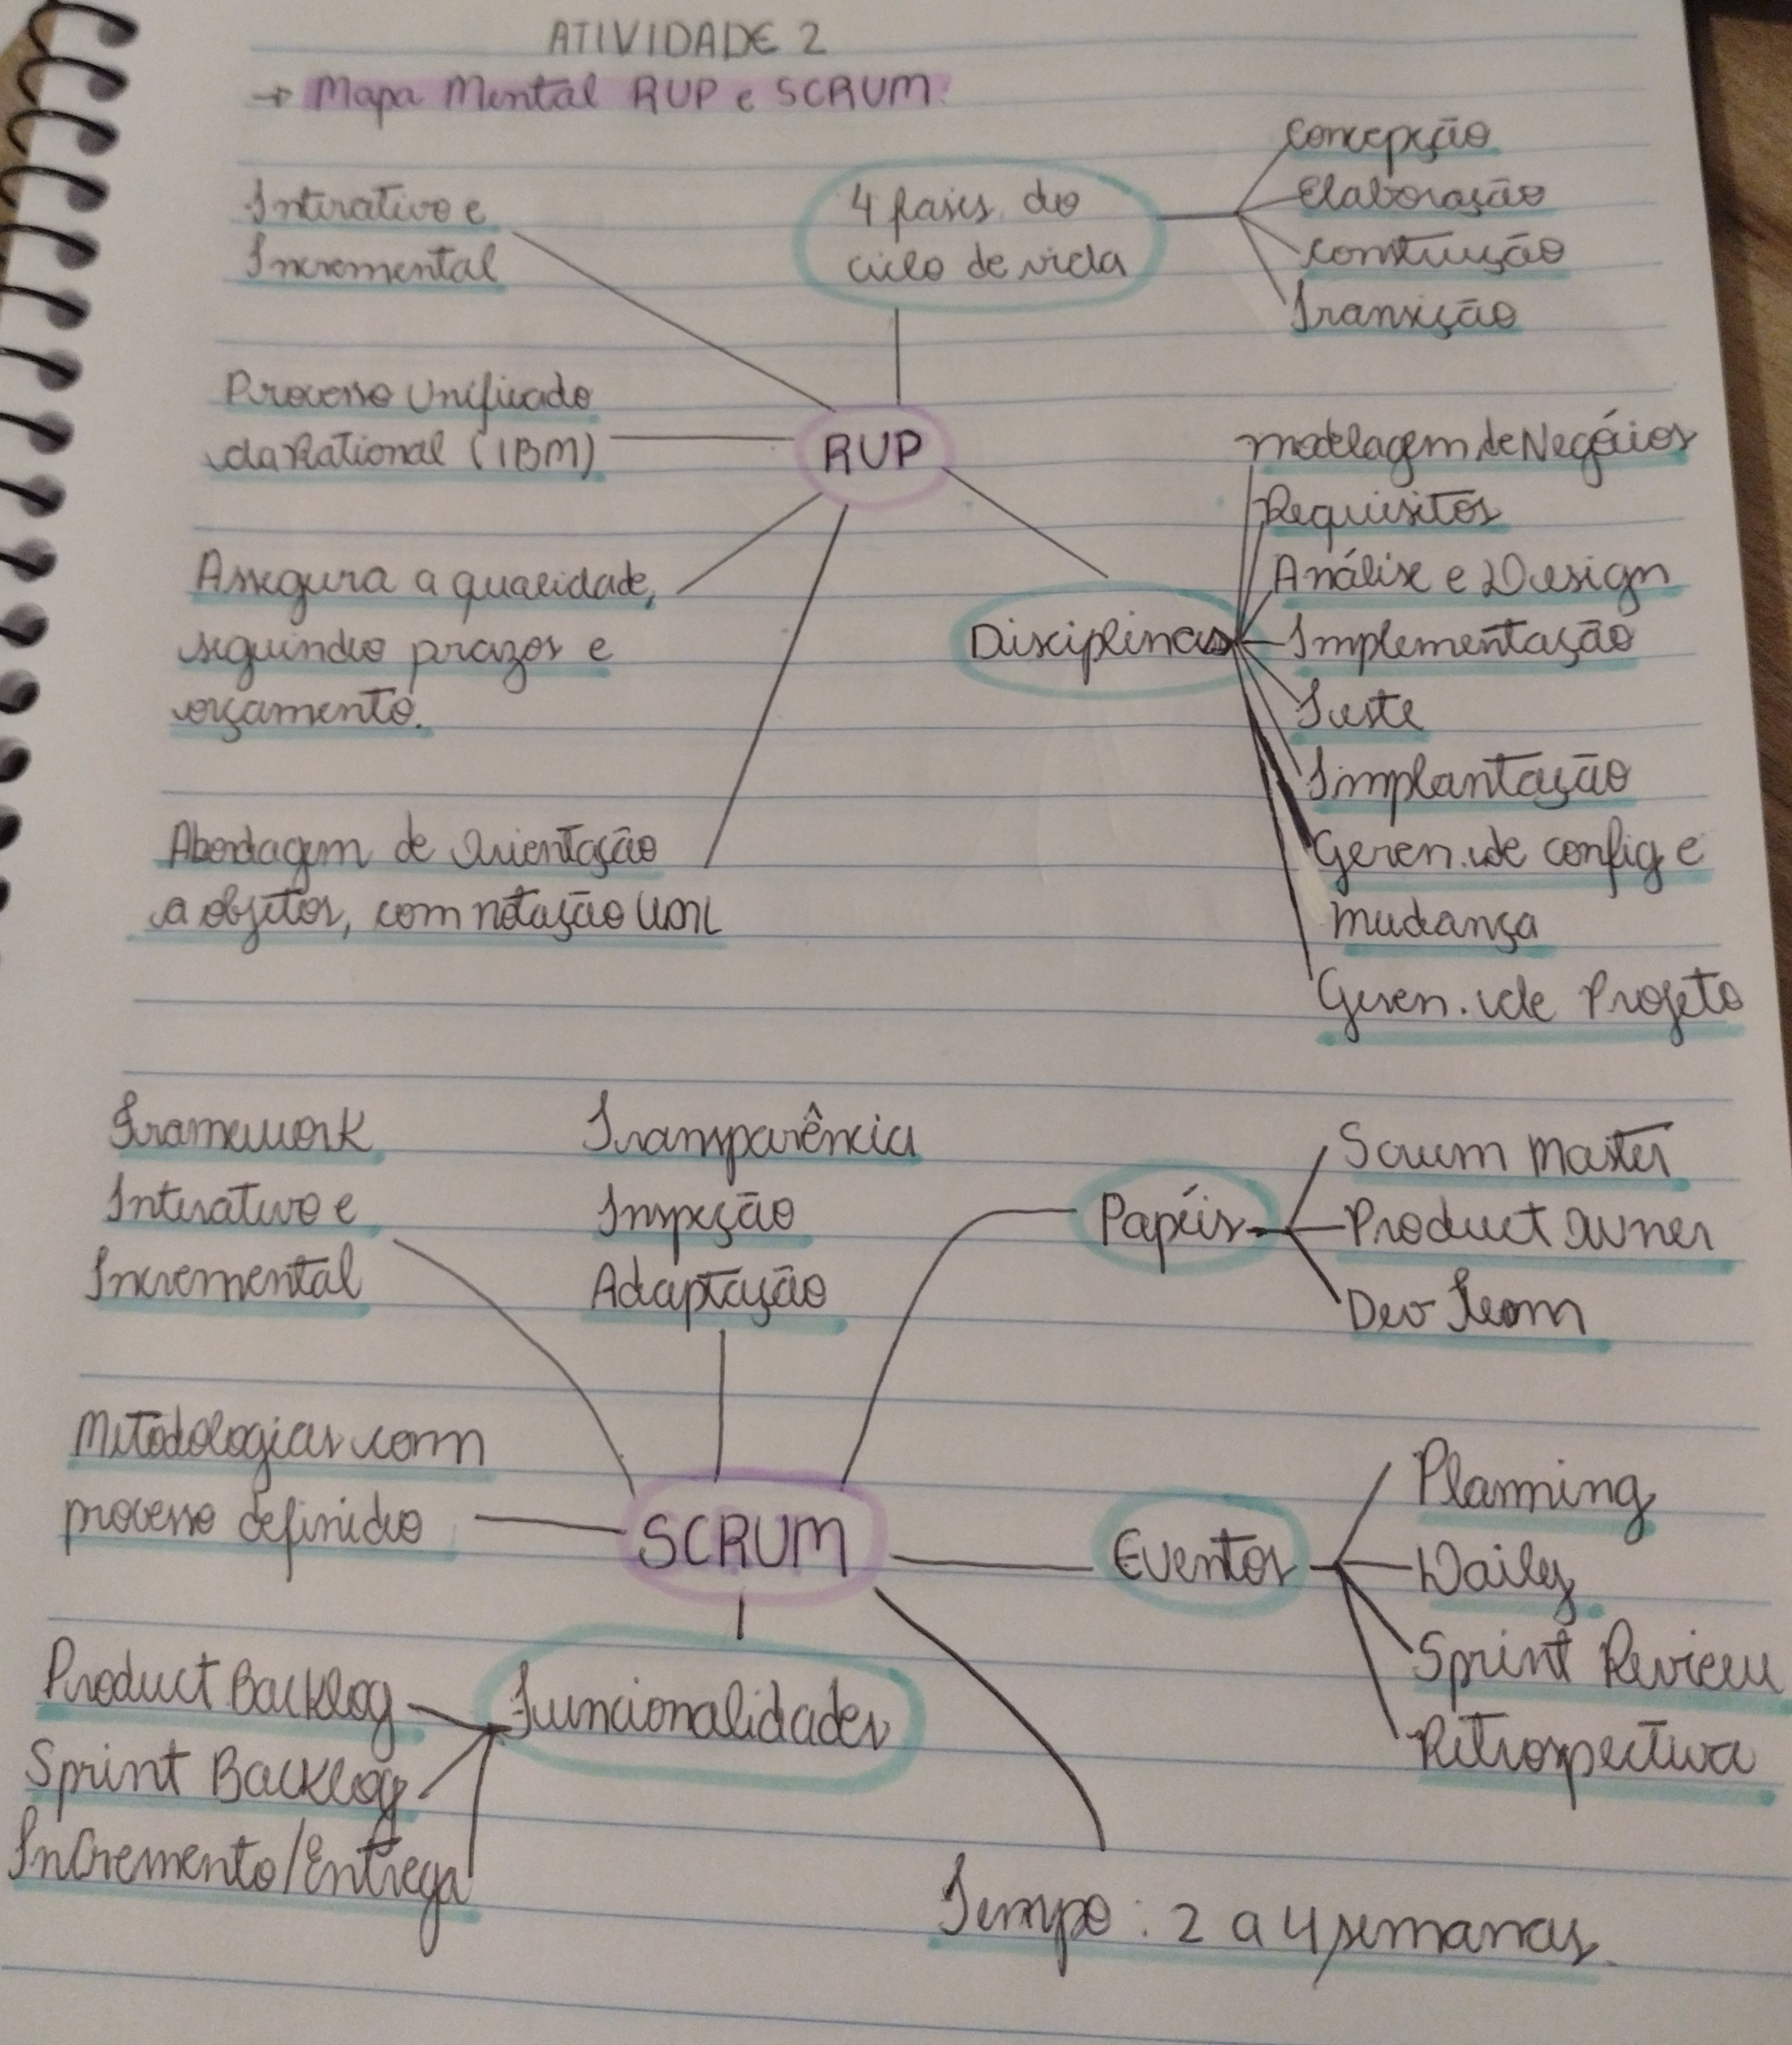 ATIVIDADE 2
→ Mapa Mental RUP e SCRUM.
Interativo e
Incremental
4 fases do
ciclo de vida
Concepção
Elaboração
Construção
Transição
Processo Unificado
da Rational (IBM)
RUP
Assegura a qualidade,
seguindo prazos e
orçamento.
Abordagem de Orientação
a objetos, com notação UML
Disciplinas
Modelagem de Negócios
Requisitos
Análise e Design
Implementação
Teste
Implantação
Geren. de config e
mudança
Geren. de Projeto
Framework
Interativo e
Incremental
Transparência
Inspeção
Adaptação
Papéis
Scrum Master
Product Owner
Dev Team
Metodologias com
processo definido
SCRUM
Eventos
Planning
Daily
Sprint Review
Retrospectiva
Funcionalidades
Product Backlog
Sprint Backlog
Incremento/Entrega
Tempo: 2 a 4 semanas.